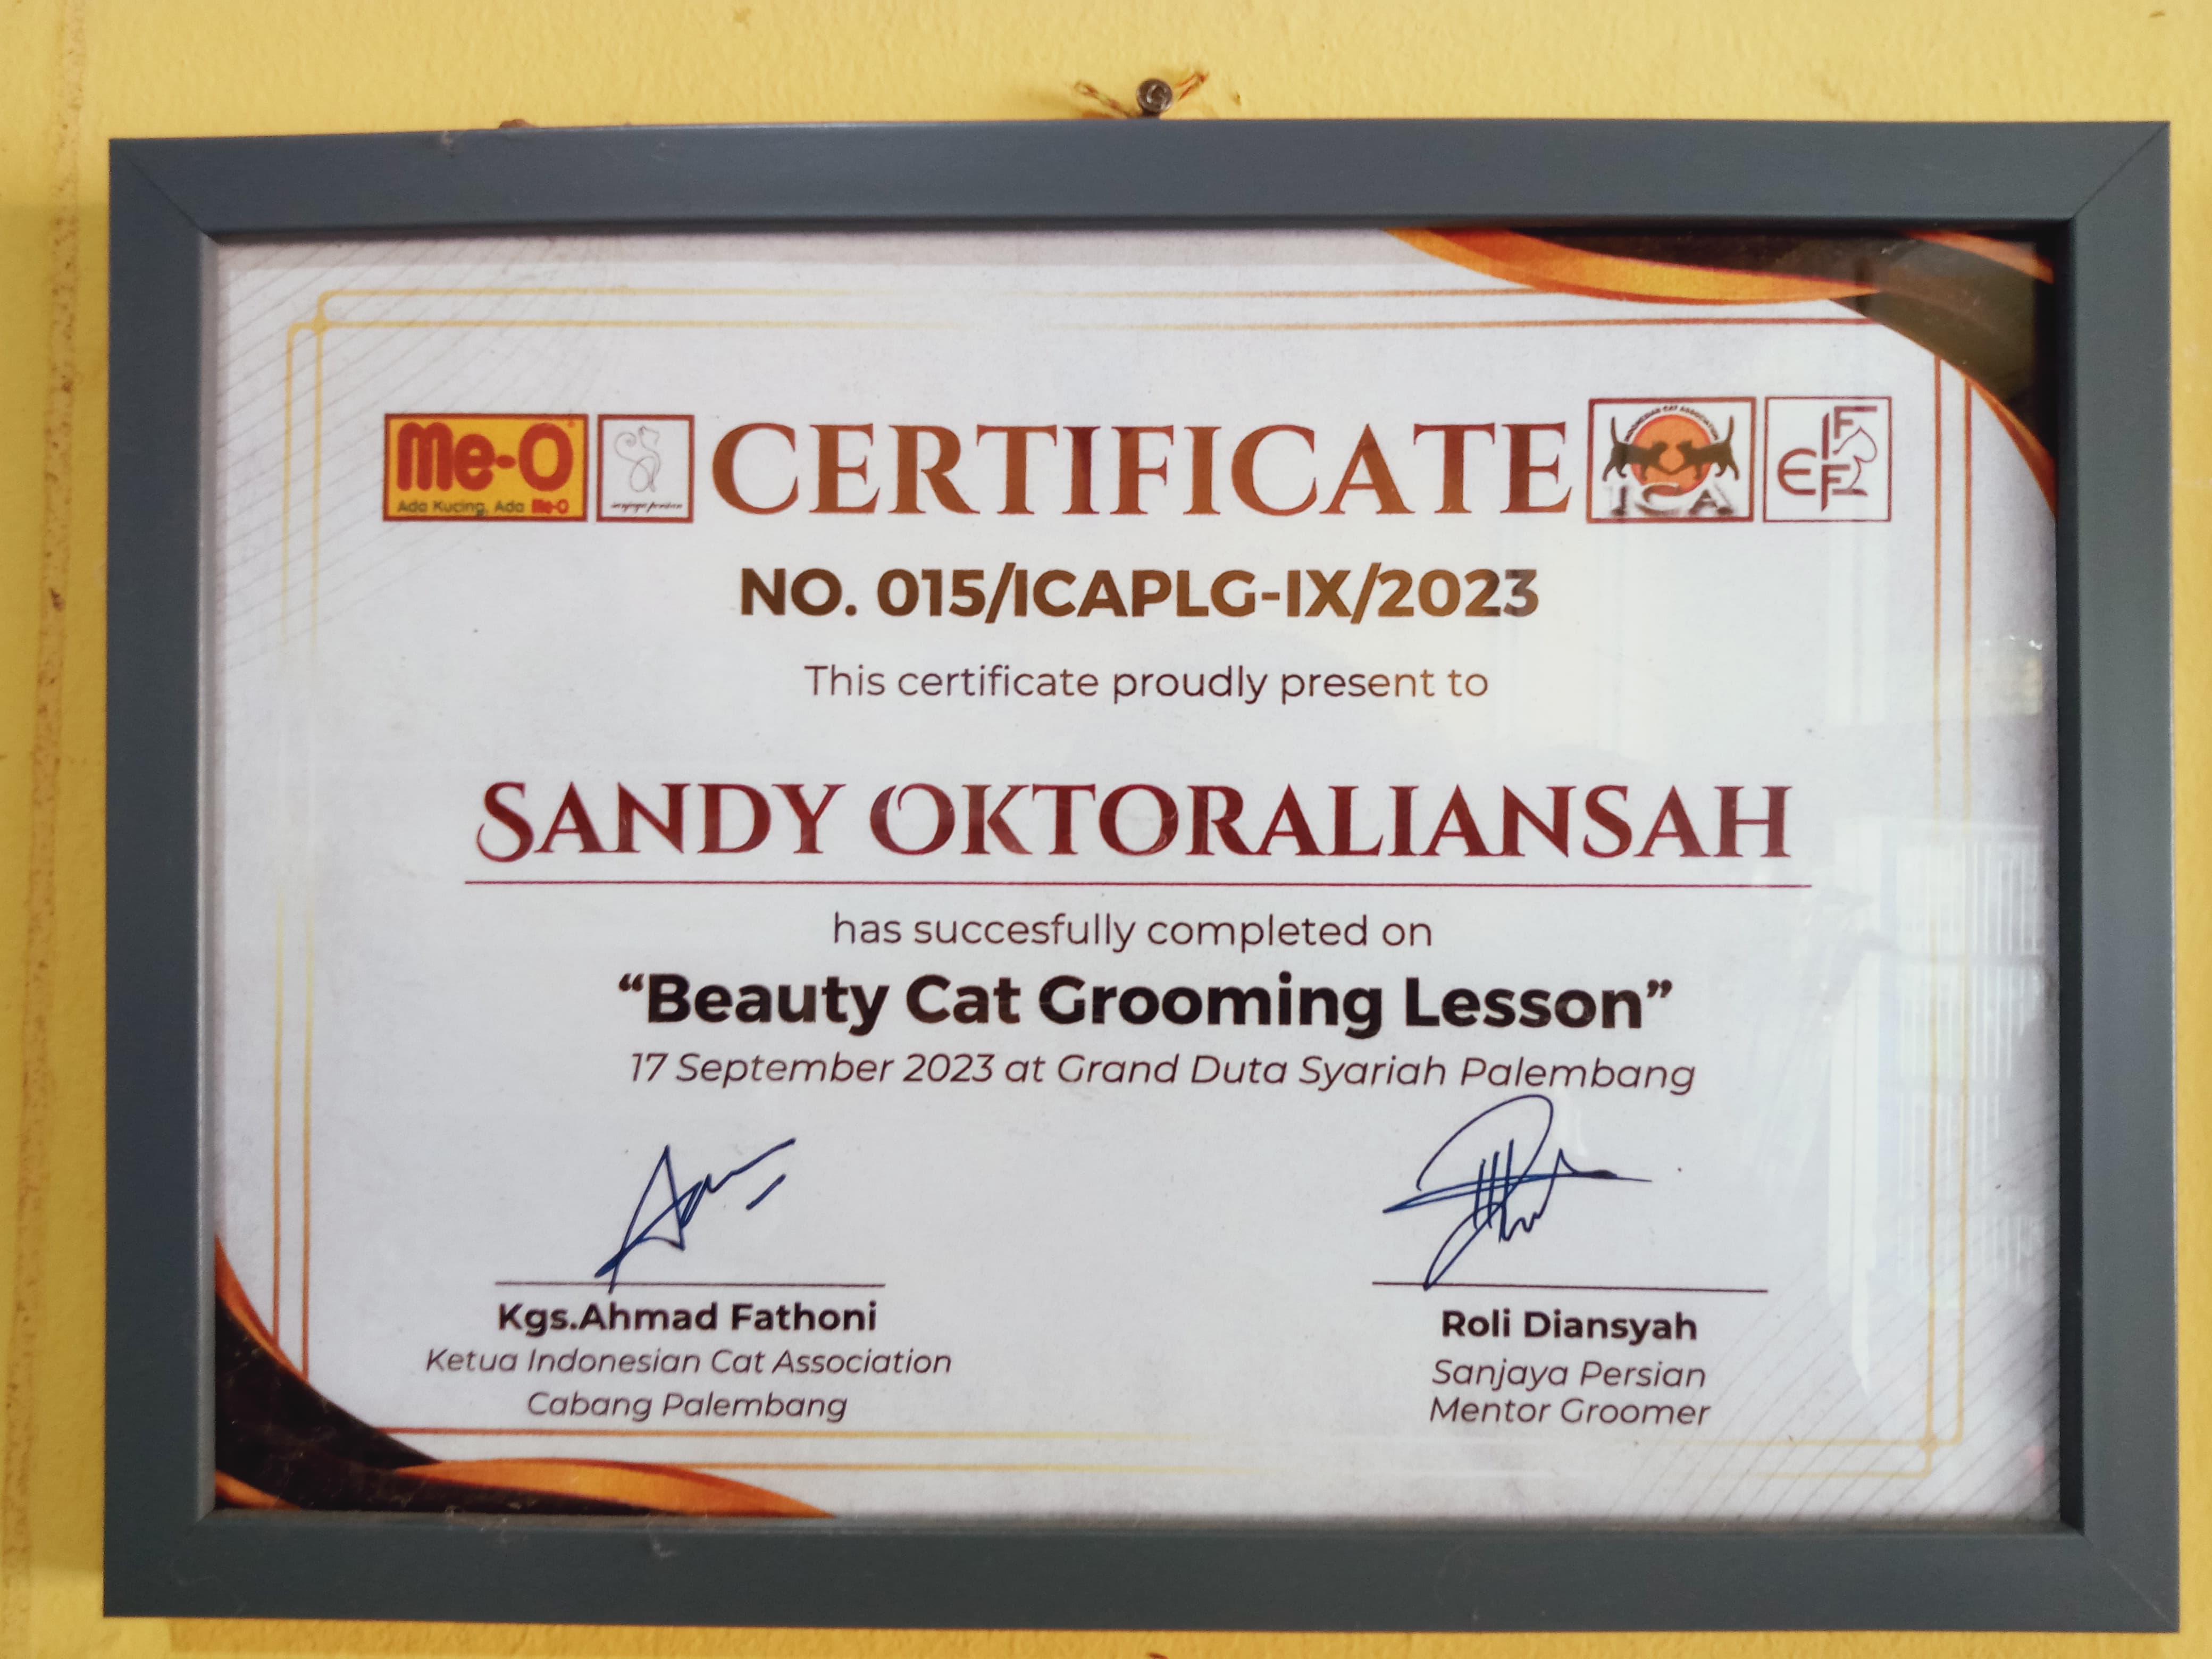 Me-O
Ada Kucing, Ada Me-O
CERTIFICATE
INDONESIAN CAT ASSOCIATION
ICA
FIFE
NO. 015/ICAPLG-IX/2023
This certificate proudly present to
SANDY OKTORALIANSAH
has succesfully completed on
“Beauty Cat Grooming Lesson”
17 September 2023 at Grand Duta Syariah Palembang
Kgs.Ahmad Fathoni
Ketua Indonesian Cat Association
Cabang Palembang
Roli Diansyah
Sanjaya Persian
Mentor Groomer